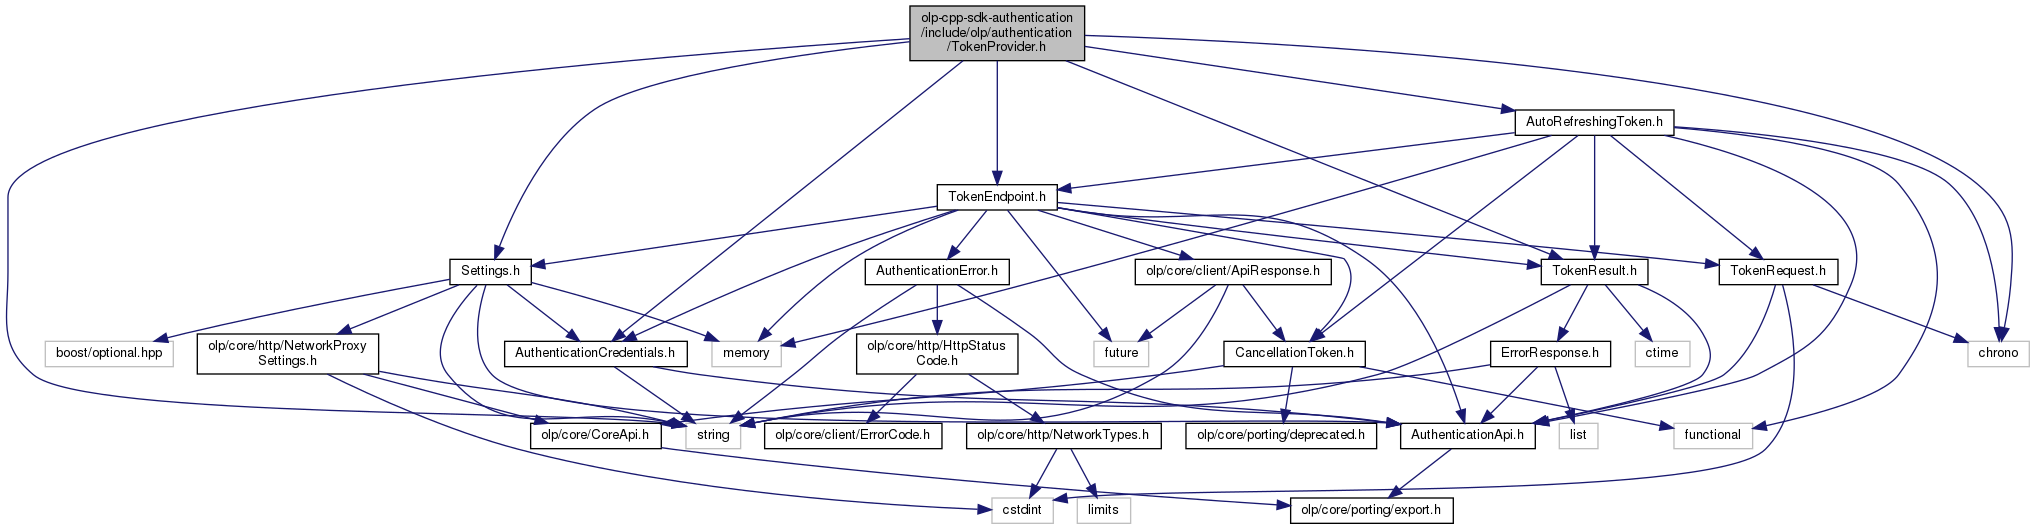 olp-cpp-sdk-authentication
/include/olp/authentication
/TokenProvider.h
AutoRefreshingToken.h
TokenEndpoint.h
Settings.h
AuthenticationError.h
olp/core/client/ApiResponse.h
TokenResult.h
TokenRequest.h
boost/optional.hpp
olp/core/http/NetworkProxy
Settings.h
AuthenticationCredentials.h
memory
olp/core/http/HttpStatus
Code.h
future
CancellationToken.h
ErrorResponse.h
ctime
chrono
olp/core/CoreApi.h
string
olp/core/client/ErrorCode.h
olp/core/http/NetworkTypes.h
olp/core/porting/deprecated.h
AuthenticationApi.h
list
functional
cstdint
limits
olp/core/porting/export.h